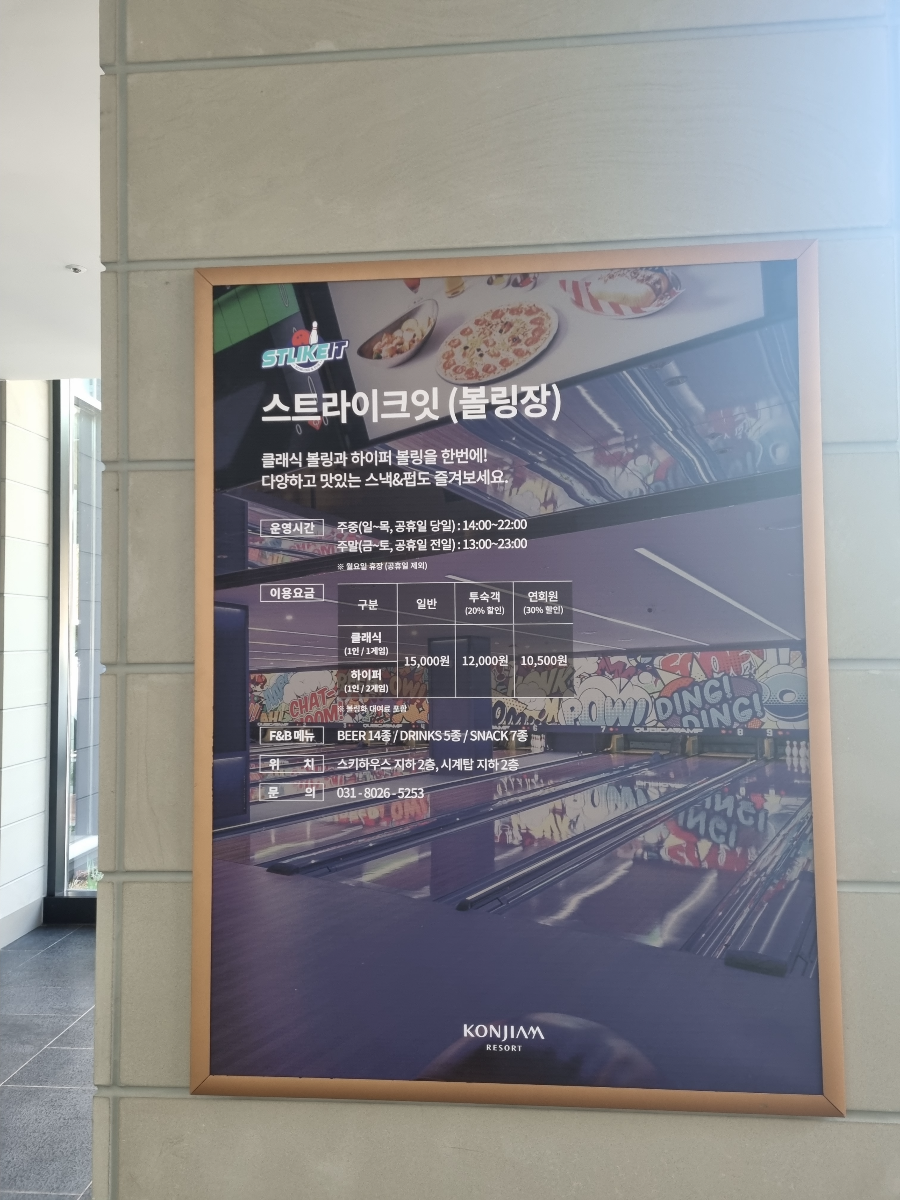 STLIKEIT
스트라이크잇 (볼링장)
클래식 볼링과 하이퍼 볼링을 한번에!
다양하고 맛있는 스낵&펍도 즐겨보세요.
운영시간 주중(일~목, 공휴일 당일) : 14:00~22:00
주말(금~토, 공휴일 전일) : 13:00~23:00
※ 월요일 휴장 (공휴일 제외)
이용요금
구분 일반 투숙객 (20% 할인) 연회원 (30% 할인)
클래식
(1인 / 1게임)
15,000원 12,000원 10,500원
하이퍼
(1인 / 2게임)
※ 볼링화 대여료 포함
F&B 메뉴 BEER 14종 / DRINKS 5종 / SNACK 7종
위 치 스키하우스 지하 2층, 시계탑 지하 2층
문 의 031 - 8026 - 5253
CHAT-
POW!
DING!
DING!
KONJIAM
RESORT